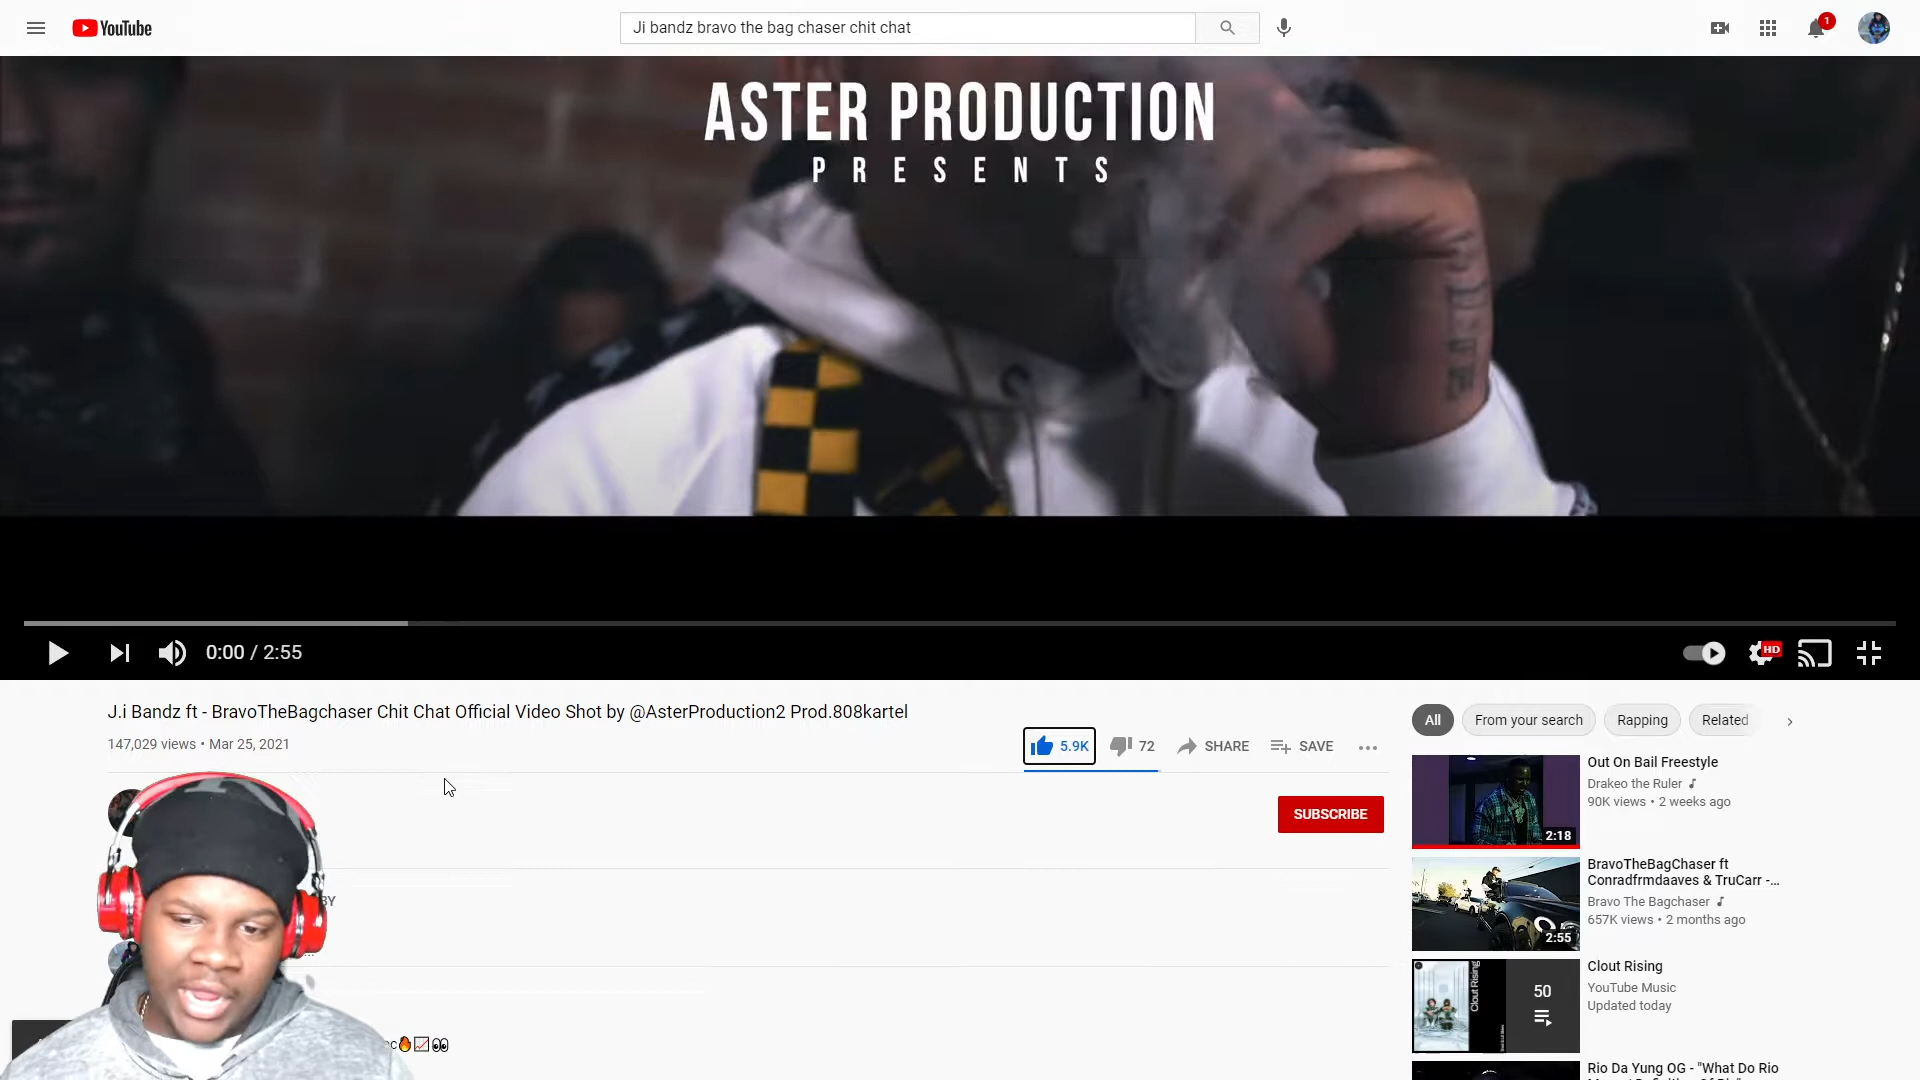 YouTube
Ji bandz bravo the bag chaser chit chat
1
ASTER PRODUCTION
PRESENTS
0:00 / 2:55
HD
J.i Bandz ft - BravoTheBagchaser Chit Chat Official Video Shot by @AsterProduction2 Prod.808kartel
147,029 views • Mar 25, 2021
5.9K
72
SHARE
SAVE
SUBSCRIBE
BY
All
From your search
Rapping
Related
Out On Bail Freestyle
Drakeo the Ruler
90K views • 2 weeks ago
2:18
BravoTheBagChaser ft
Conradfrmdaaves & TruCarr -...
Bravo The Bagchaser
657K views • 2 months ago
2:55
Clout Rising
YouTube Music
Updated today
50
Clout Rising
Rio Da Yung OG - "What Do Rio